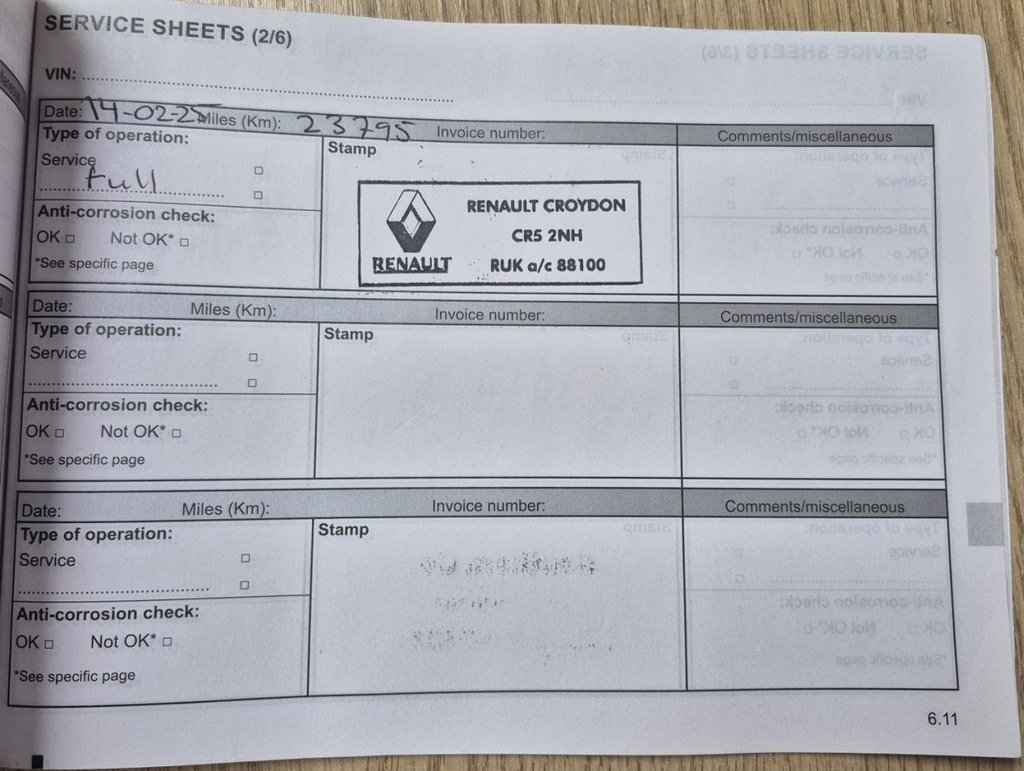 SERVICE SHEETS (2/6)
VIN: ......................................................
Date: 14-02-25 Miles (Km): 23795 Invoice number: Comments/miscellaneous
Type of operation:
Stamp
Service □
full □
Anti-corrosion check:
OK □ Not OK* □
*See specific page
RENAULT
RENAULT CROYDON
CR5 2NH
RUK a/c 88100
Date: Miles (Km): Invoice number: Comments/miscellaneous
Type of operation:
Stamp
Service □
...................................... □
Anti-corrosion check:
OK □ Not OK* □
*See specific page
Date: Miles (Km): Invoice number: Comments/miscellaneous
Type of operation:
Stamp
Service □
...................................... □
Anti-corrosion check:
OK □ Not OK* □
*See specific page
6.11